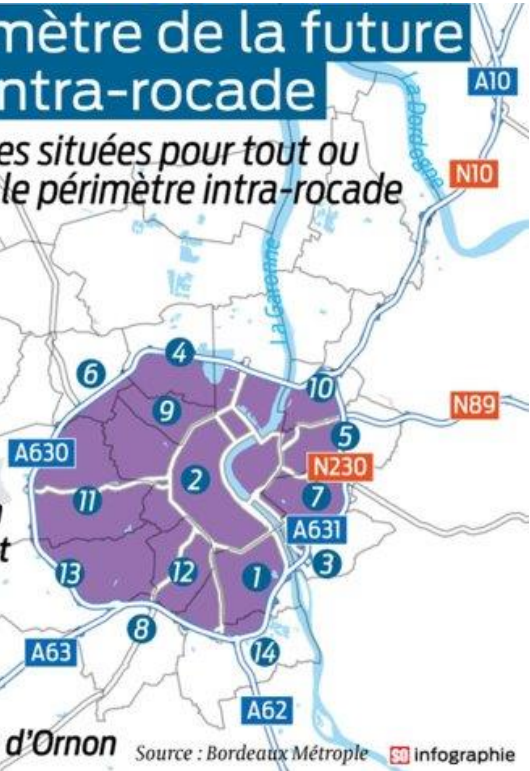 mètre de la future
ntra-rocade
es situées pour tout ou
le périmètre intra-rocade
A10
La Dordogne
N10
La Garonne
4
6
10
9
N89
5
A630
N230
2
7
11
A631
t
3
13
12
1
8
14
A63
A62
d'Ornon
Source : Bordeaux Métrople
SO infographie